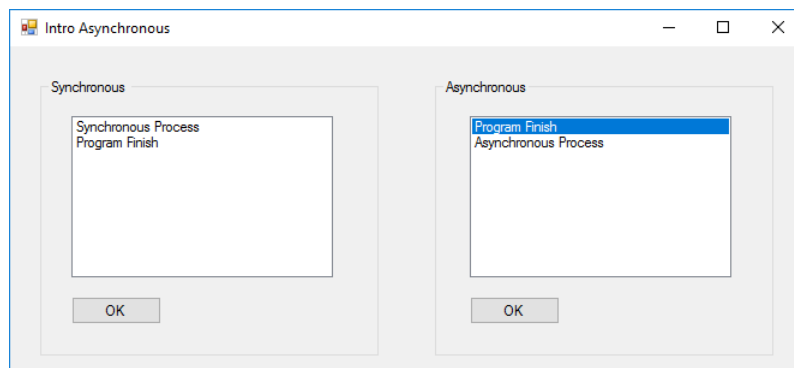 Intro Asynchronous
Synchronous
Synchronous Process
Program Finish
OK
Asynchronous
Program Finish
Asynchronous Process
OK